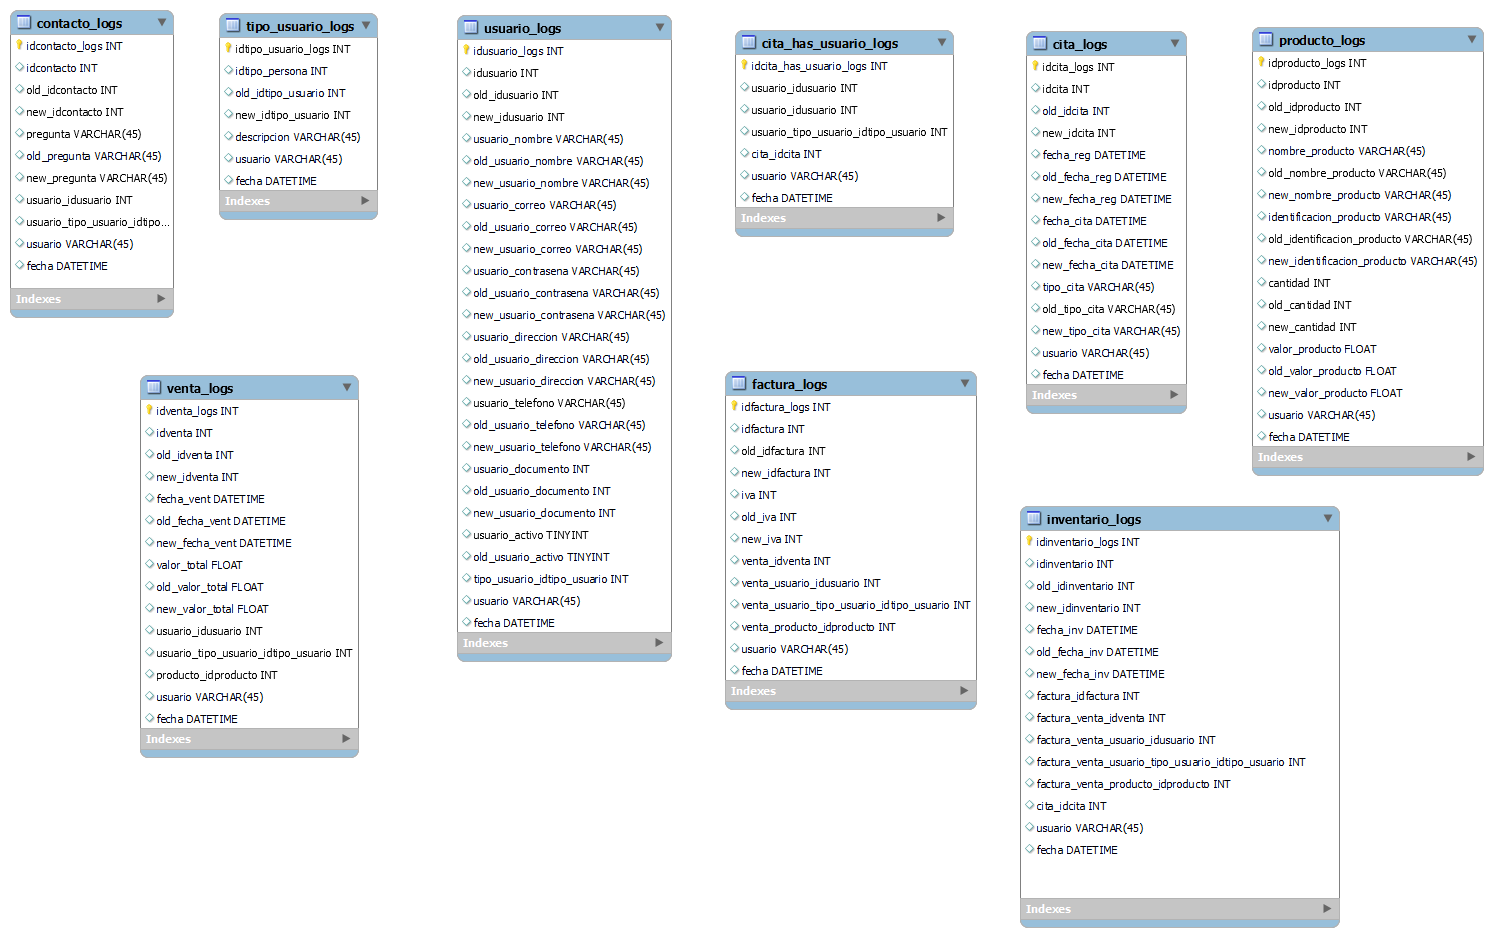 contacto_logs
idcontacto_logs INT
idcontacto INT
old_idcontacto INT
new_idcontacto INT
pregunta VARCHAR(45)
old_pregunta VARCHAR(45)
new_pregunta VARCHAR(45)
usuario_idusuario INT
usuario_tipo_usuario_idtipo...
usuario VARCHAR(45)
fecha DATETIME
Indexes
tipo_usuario_logs
idtipo_usuario_logs INT
idtipo_persona INT
old_idtipo_usuario INT
new_idtipo_usuario INT
descripcion VARCHAR(45)
usuario VARCHAR(45)
fecha DATETIME
Indexes
usuario_logs
idusuario_logs INT
idusuario INT
old_idusuario INT
new_idusuario INT
usuario_nombre VARCHAR(45)
old_usuario_nombre VARCHAR(45)
new_usuario_nombre VARCHAR(45)
usuario_correo VARCHAR(45)
old_usuario_correo VARCHAR(45)
new_usuario_correo VARCHAR(45)
usuario_contrasena VARCHAR(45)
old_usuario_contrasena VARCHAR(45)
new_usuario_contrasena VARCHAR(45)
usuario_direccion VARCHAR(45)
old_usuario_direccion VARCHAR(45)
new_usuario_direccion VARCHAR(45)
usuario_telefono VARCHAR(45)
old_usuario_telefono VARCHAR(45)
new_usuario_telefono VARCHAR(45)
usuario_documento INT
old_usuario_documento INT
new_usuario_documento INT
usuario_activo TINYINT
old_usuario_activo TINYINT
tipo_usuario_idtipo_usuario INT
usuario VARCHAR(45)
fecha DATETIME
Indexes
cita_has_usuario_logs
idcita_has_usuario_logs INT
usuario_idusuario INT
usuario_idusuario INT
usuario_tipo_usuario_idtipo_usuario INT
cita_idcita INT
usuario VARCHAR(45)
fecha DATETIME
Indexes
cita_logs
idcita_logs INT
idcita INT
old_idcita INT
new_idcita INT
fecha_reg DATETIME
old_fecha_reg DATETIME
new_fecha_reg DATETIME
fecha_cita DATETIME
old_fecha_cita DATETIME
new_fecha_cita DATETIME
tipo_cita VARCHAR(45)
old_tipo_cita VARCHAR(45)
new_tipo_cita VARCHAR(45)
usuario VARCHAR(45)
fecha DATETIME
Indexes
producto_logs
idproducto_logs INT
idproducto INT
old_idproducto INT
new_idproducto INT
nombre_producto VARCHAR(45)
old_nombre_producto VARCHAR(45)
new_nombre_producto VARCHAR(45)
identificacion_producto VARCHAR(45)
old_identificacion_producto VARCHAR(45)
new_identificacion_producto VARCHAR(45)
cantidad INT
old_cantidad INT
new_cantidad INT
valor_producto FLOAT
old_valor_producto FLOAT
new_valor_producto FLOAT
usuario VARCHAR(45)
fecha DATETIME
Indexes
venta_logs
idventa_logs INT
idventa INT
old_idventa INT
new_idventa INT
fecha_vent DATETIME
old_fecha_vent DATETIME
new_fecha_vent DATETIME
valor_total FLOAT
old_valor_total FLOAT
new_valor_total FLOAT
usuario_idusuario INT
usuario_tipo_usuario_idtipo_usuario INT
producto_idproducto INT
usuario VARCHAR(45)
fecha DATETIME
Indexes
factura_logs
idfactura_logs INT
idfactura INT
old_idfactura INT
new_idfactura INT
iva INT
old_iva INT
new_iva INT
venta_idventa INT
venta_usuario_idusuario INT
venta_usuario_tipo_usuario_idtipo_usuario INT
venta_producto_idproducto INT
usuario VARCHAR(45)
fecha DATETIME
Indexes
inventario_logs
idinventario_logs INT
idinventario INT
old_idinventario INT
new_idinventario INT
fecha_inv DATETIME
old_fecha_inv DATETIME
new_fecha_inv DATETIME
factura_idfactura INT
factura_venta_idventa INT
factura_venta_usuario_idusuario INT
factura_venta_usuario_tipo_usuario_idtipo_usuario INT
factura_venta_producto_idproducto INT
cita_idcita INT
usuario VARCHAR(45)
fecha DATETIME
Indexes